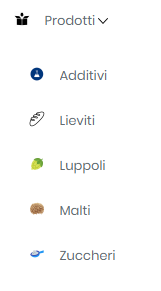 Prodotti
Additivi
Lieviti
Luppoli
Malti
Zuccheri